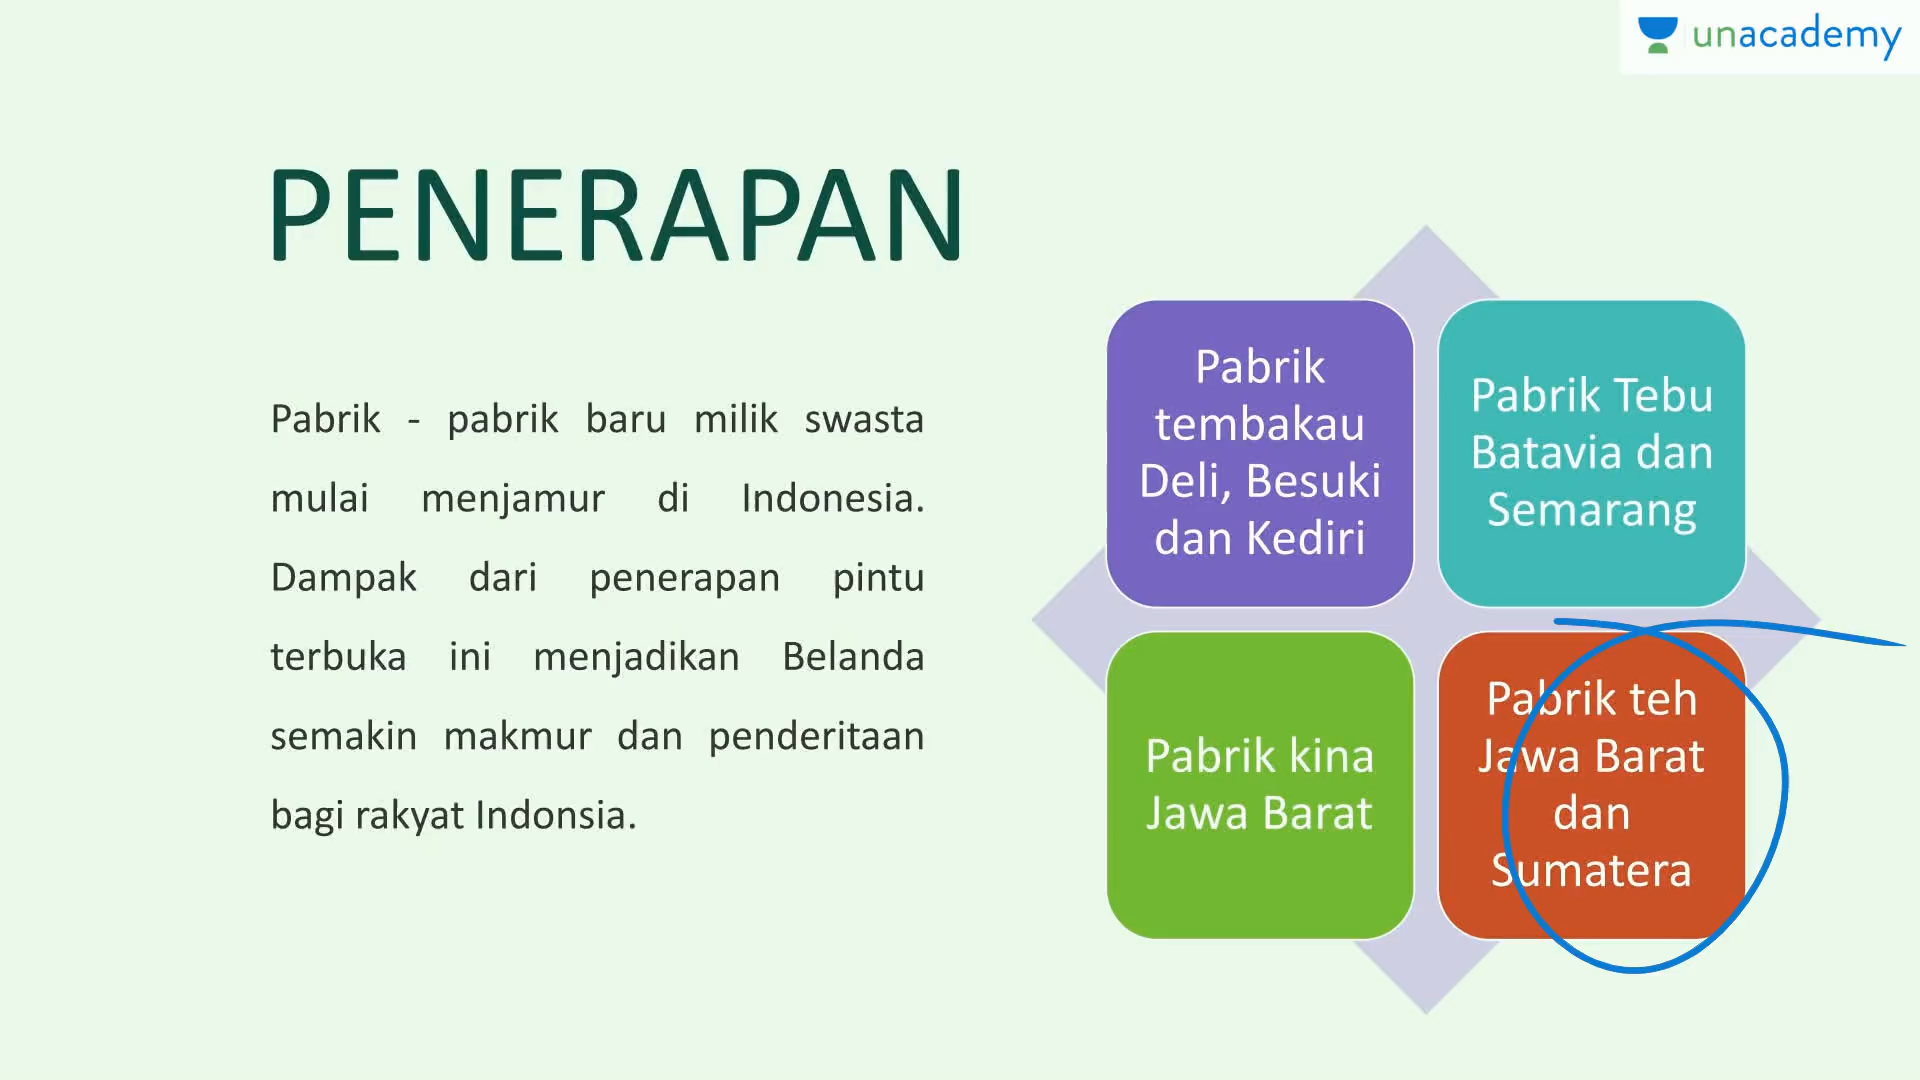 unacademy
PENERAPAN
Pabrik - pabrik baru milik swasta
mulai menjamur di Indonesia.
Dampak dari penerapan pintu
terbuka ini menjadikan Belanda
semakin makmur dan penderitaan
bagi rakyat Indonsia.
Pabrik
tembakau
Deli, Besuki
dan Kediri
Pabrik Tebu
Batavia dan
Semarang
Pabrik kina
Jawa Barat
Pabrik teh
Jawa Barat
dan
Sumatera